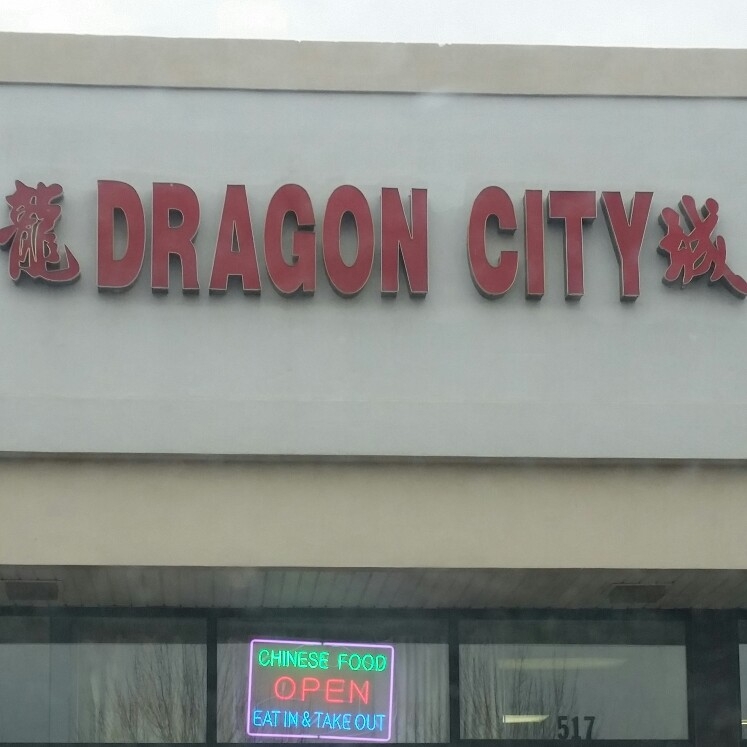 龍 DRAGON CITY 城
CHINESE FOOD
OPEN
EAT IN & TAKE OUT
517